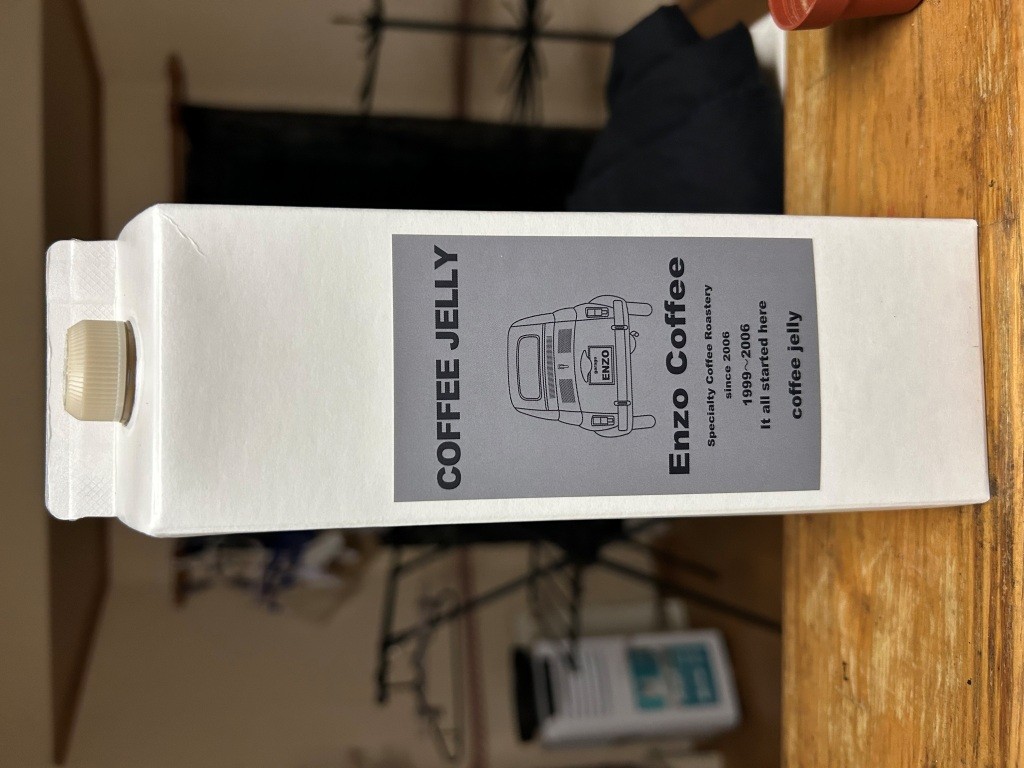 COFFEE JELLY
garage
ENZO
Enzo Coffee
Specialty Coffee Roastery
since 2006
1999~2006
It all started here
coffee jelly